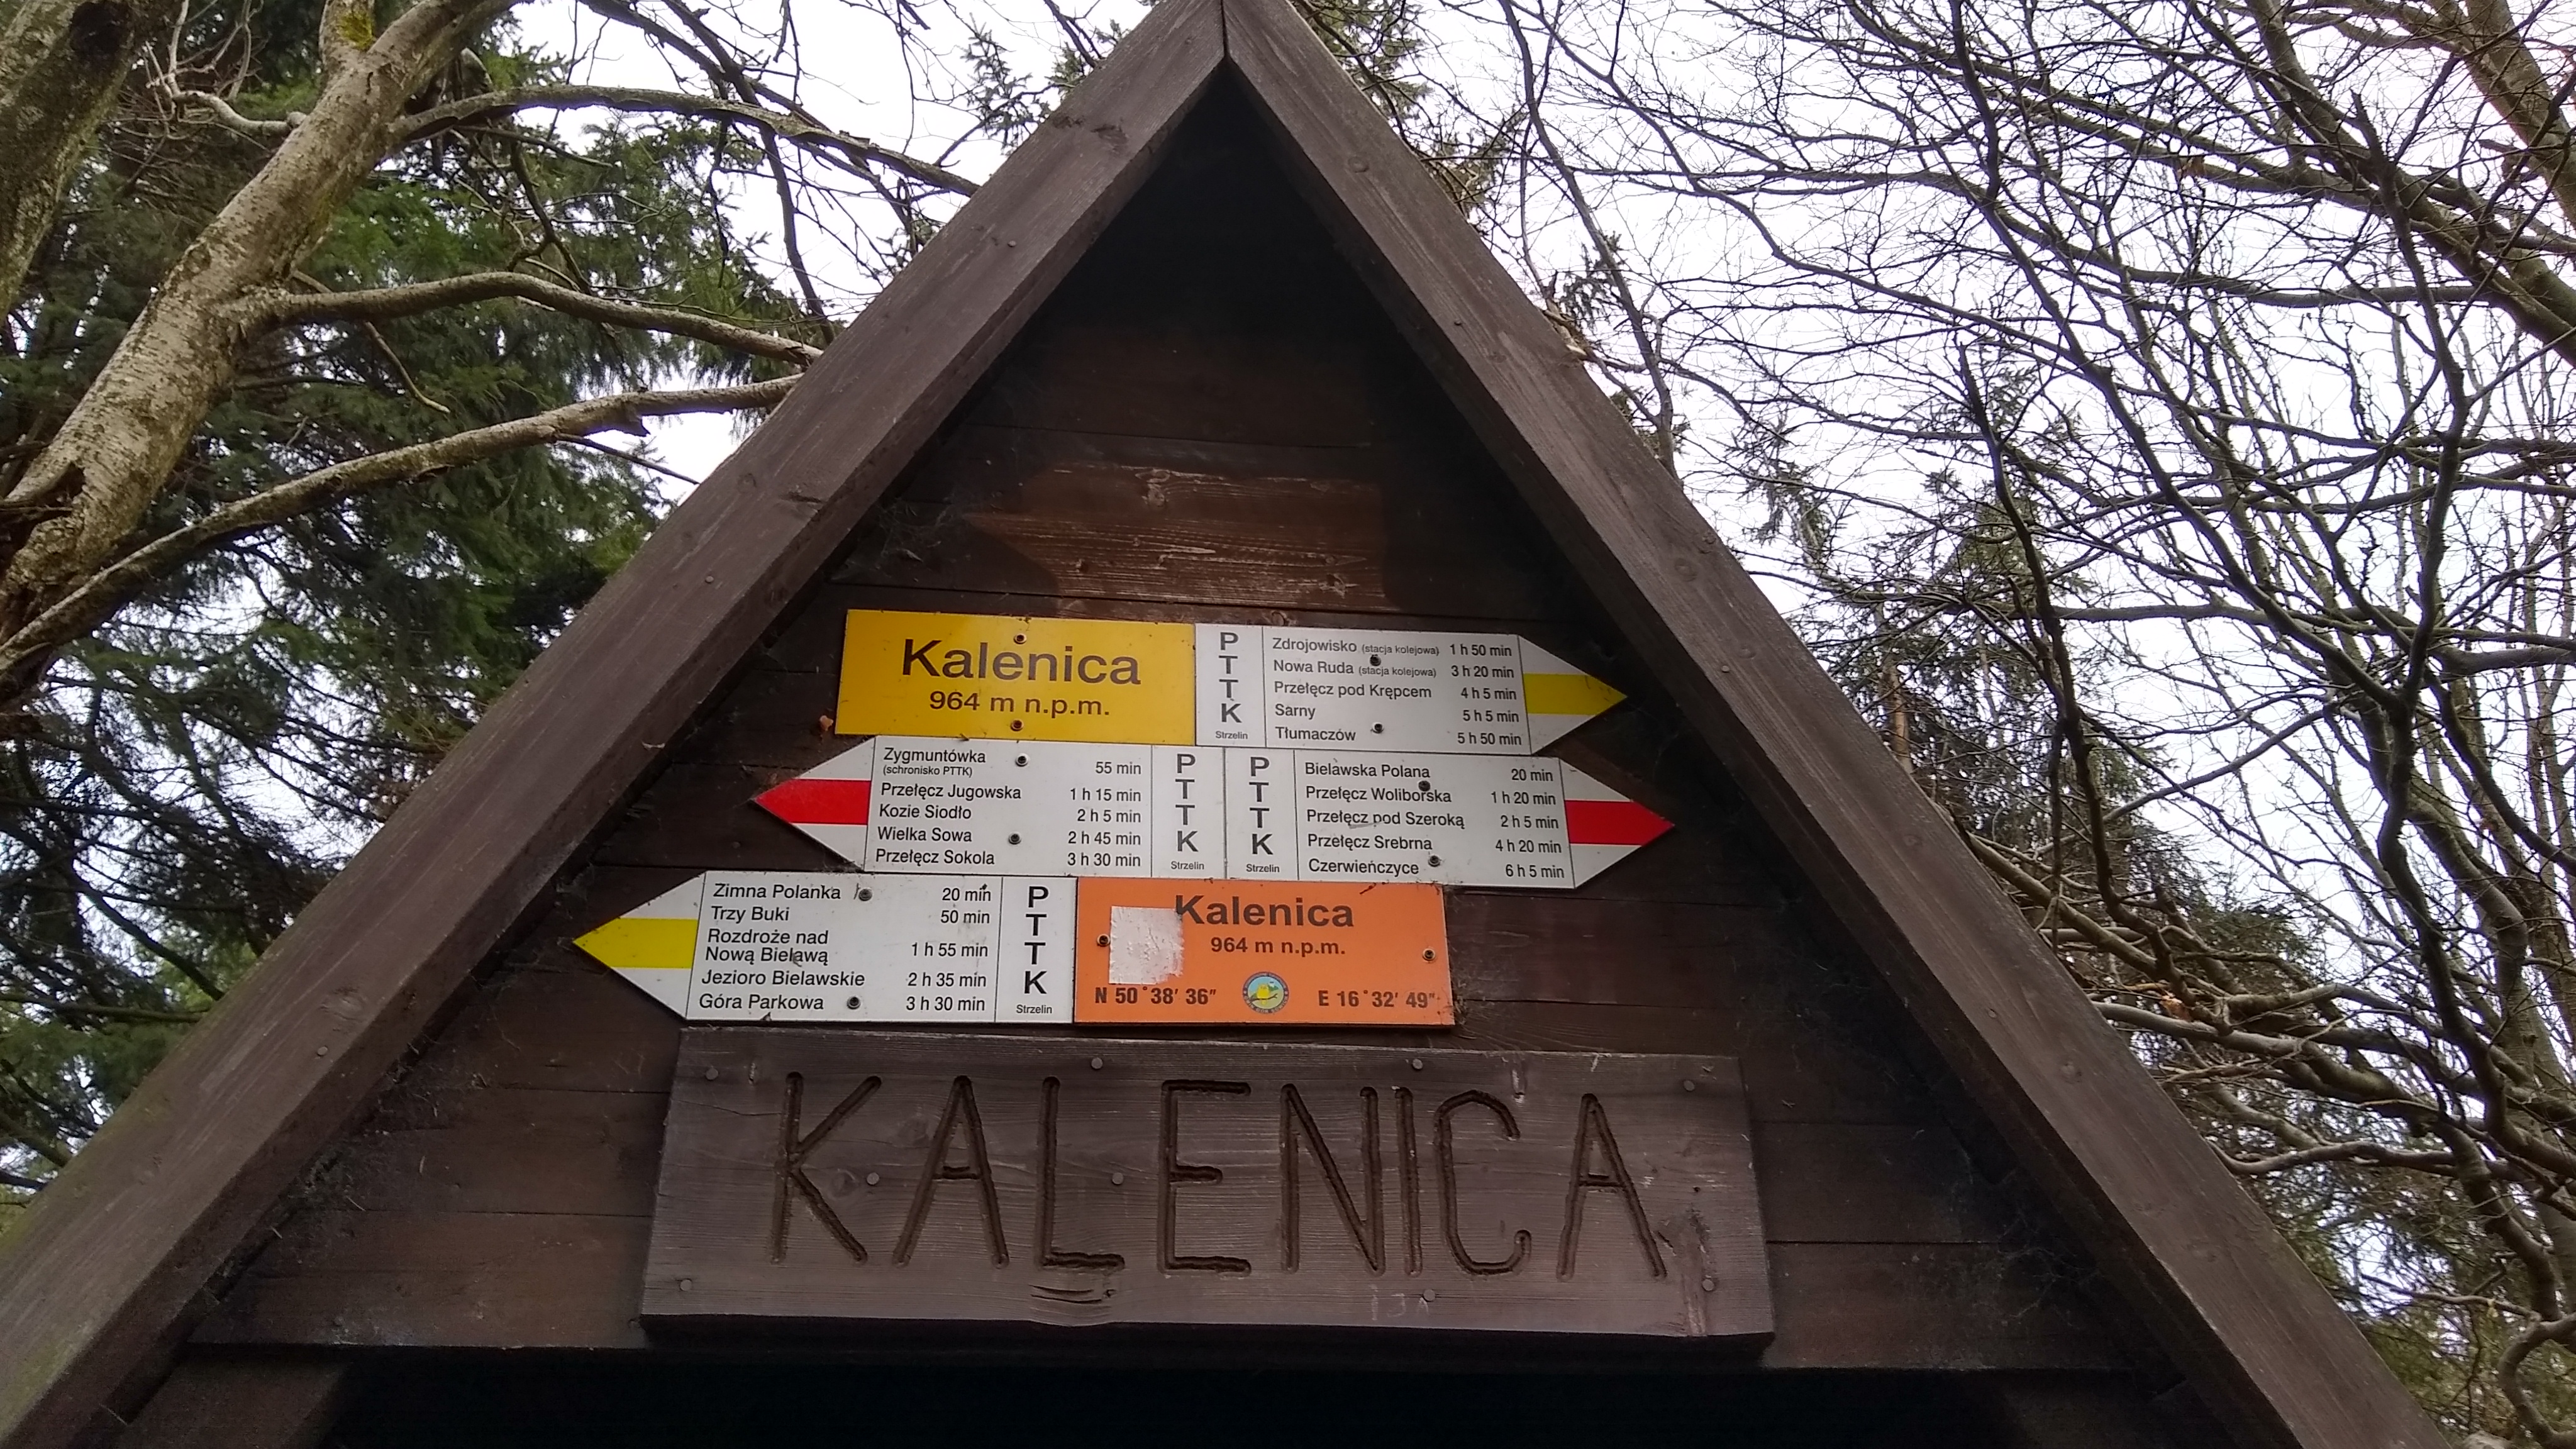 Kalenica
964 m n.p.m.
PTTK
Strzelin
Zdrojowisko (stacja kolejowa) 1 h 50 min
Nowa Ruda (stacja kolejowa) 3 h 20 min
Przełęcz pod Krępcem 4 h 5 min
Sarny 5 h 5 min
Tłumaczów 5 h 50 min
Zygmuntówka
(schronisko PTTK) 55 min
Przełęcz Jugowska 1 h 15 min
Kozie Siodło 2 h 5 min
Wielka Sowa 2 h 45 min
Przełęcz Sokola 3 h 30 min
PTTK
Strzelin
PTTK
Strzelin
Bielawska Polana 20 min
Przełęcz Woliborska 1 h 20 min
Przełęcz pod Szeroką 2 h 5 min
Przełęcz Srebrna 4 h 20 min
Czerwieńczyce 6 h 5 min
Zimna Polanka 20 min
Trzy Buki 50 min
Rozdroże nad
Nową Bielawą 1 h 55 min
Jezioro Bielawskie 2 h 35 min
Góra Parkowa 3 h 30 min
PTTK
Strzelin
Kalenica
964 m n.p.m.
N 50°38′ 36″ E 16°32′ 49″
KALENICA